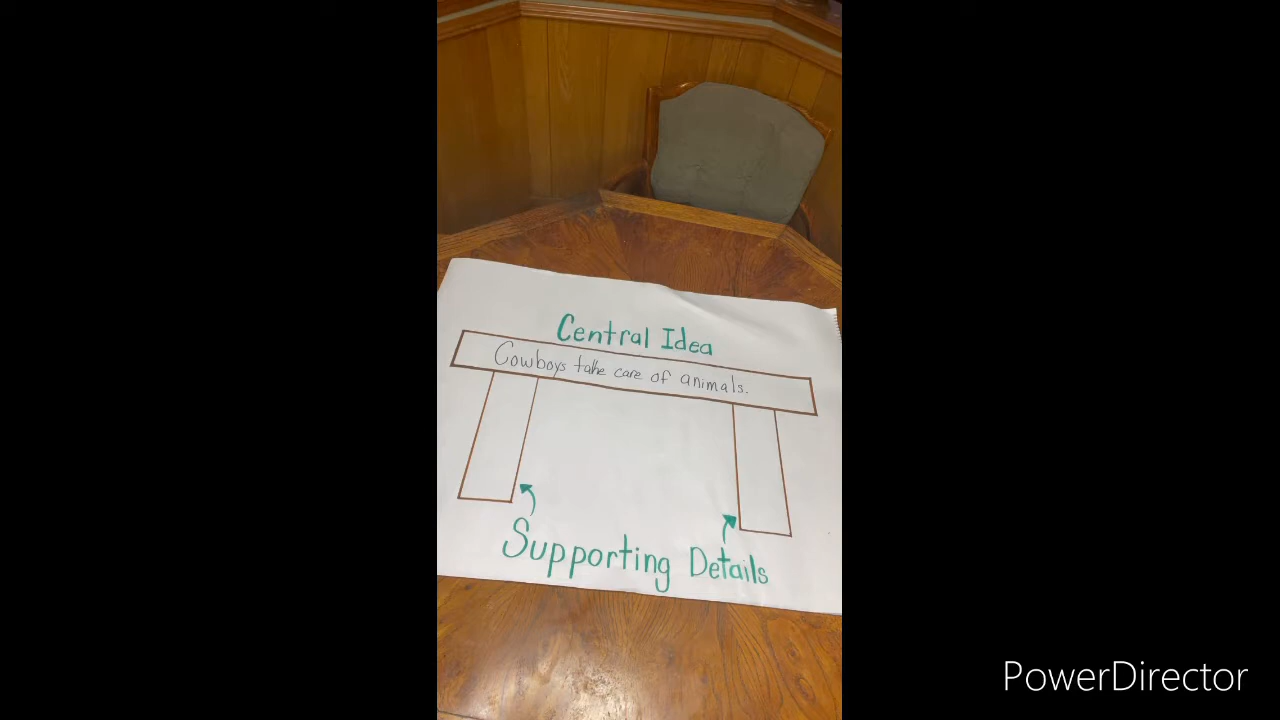 Central Idea
Cowboys take care of animals.
Supporting Details
PowerDirector